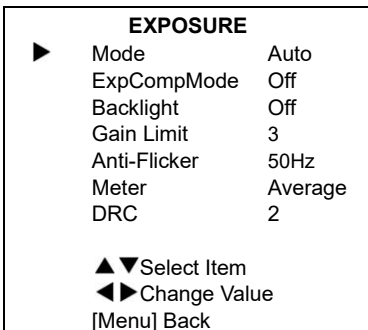 EXPOSURE
▶ Mode Auto
ExpCompMode Off
Backlight Off
Gain Limit 3
Anti-Flicker 50Hz
Meter Average
DRC 2
▲▼Select Item
◀▶Change Value
[Menu] Back